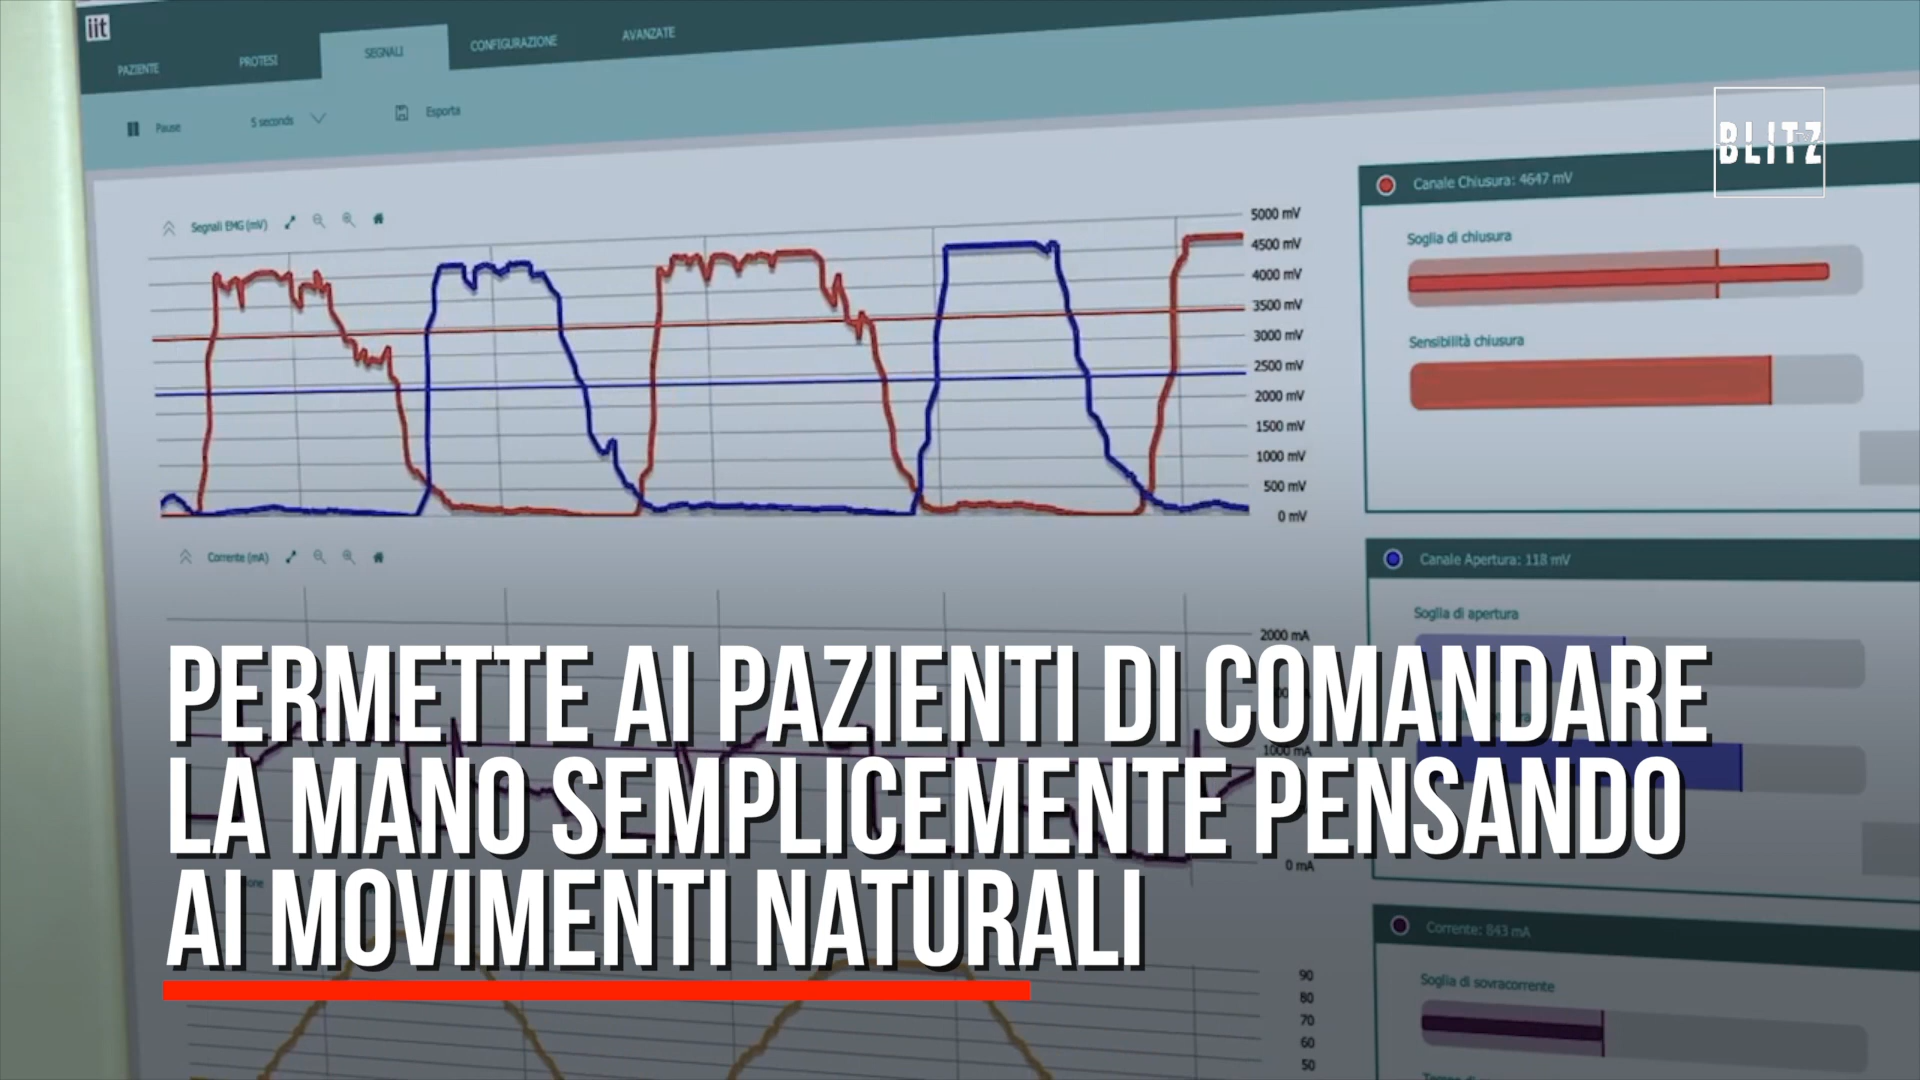 iit
PAZIENTE
PROTESI
SEGNALI
CONFIGURAZIONE
AVANZATE
Pause
5 seconds
Esporta
BLITZ
Segnali EMG (mV)
5000 mV
4500 mV
4000 mV
3500 mV
3000 mV
2500 mV
2000 mV
1500 mV
1000 mV
500 mV
0 mV
Canale Chiusura: 4647 mV
Soglia di chiusura
Sensibilità chiusura
Corrente (mA)
2000 mA
1000 mA
0 mA
Canale Apertura: 118 mV
Soglia di apertura
PERMETTE AI PAZIENTI DI COMANDARE
LA MANO SEMPLICEMENTE PENSANDO
AI MOVIMENTI NATURALI
90
80
70
60
50
Corrente: 843 mA
Soglia di sovracorrente